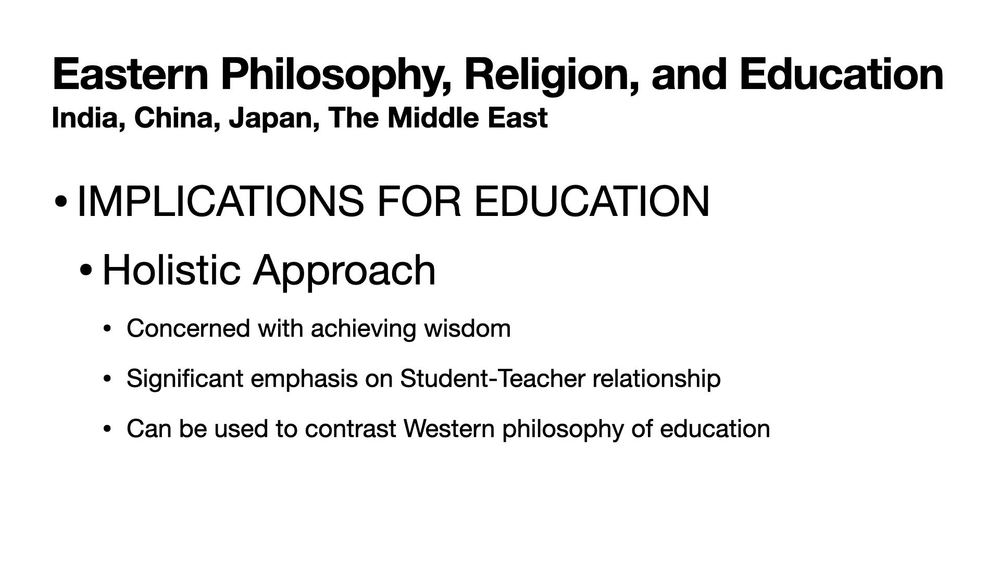 Eastern Philosophy, Religion, and Education
India, China, Japan, The Middle East
• IMPLICATIONS FOR EDUCATION
• Holistic Approach
• Concerned with achieving wisdom
• Significant emphasis on Student-Teacher relationship
• Can be used to contrast Western philosophy of education